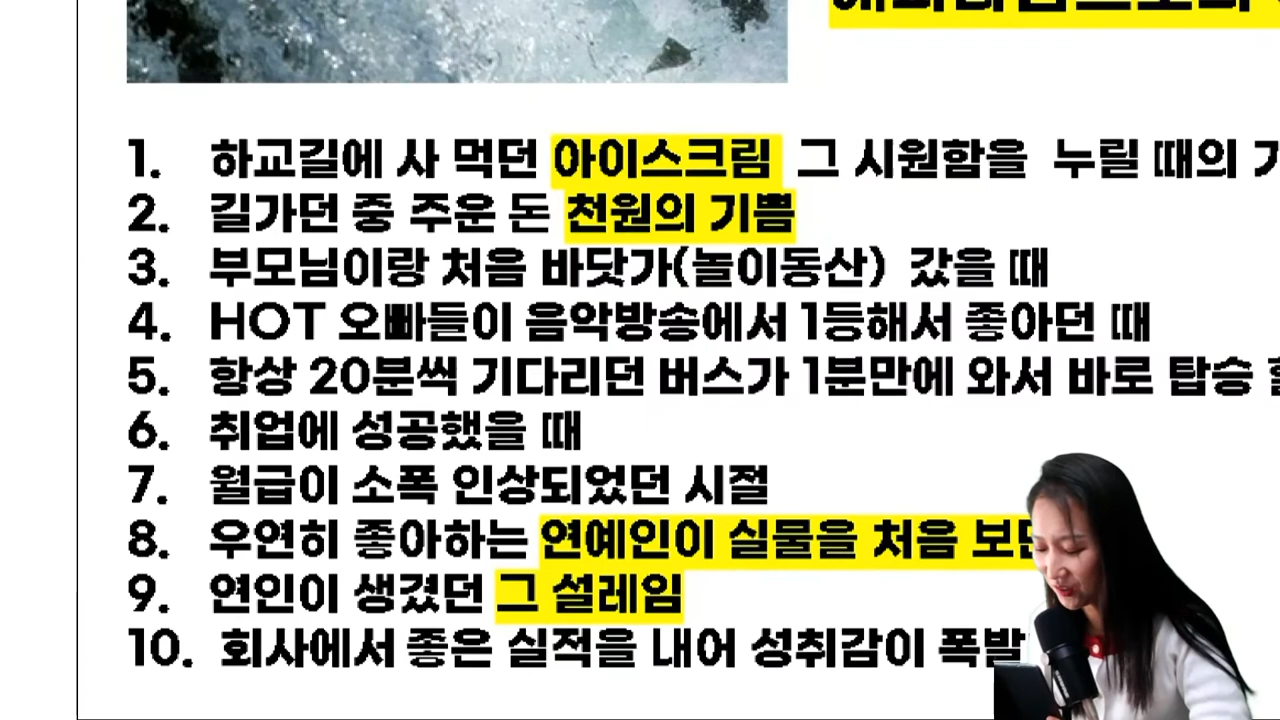 1. 하교길에 사 먹던 아이스크림 그 시원함을 누릴 때의
2. 길가던 중 주운 돈 천원의 기쁨
3. 부모님이랑 처음 바닷가(놀이동산) 갔을 때
4. HOT 오빠들이 음악방송에서 1등해서 좋아던 때
5. 항상 20분씩 기다리던 버스가 1분만에 와서 바로 탑승
6. 취업에 성공했을 때
7. 월급이 소폭 인상되었던 시절
8. 우연히 좋아하는 연예인이 실물을 처음
9. 연인이 생겼던 그 설레임
10. 회사에서 좋은 실적을 내어 성취감이 폭발